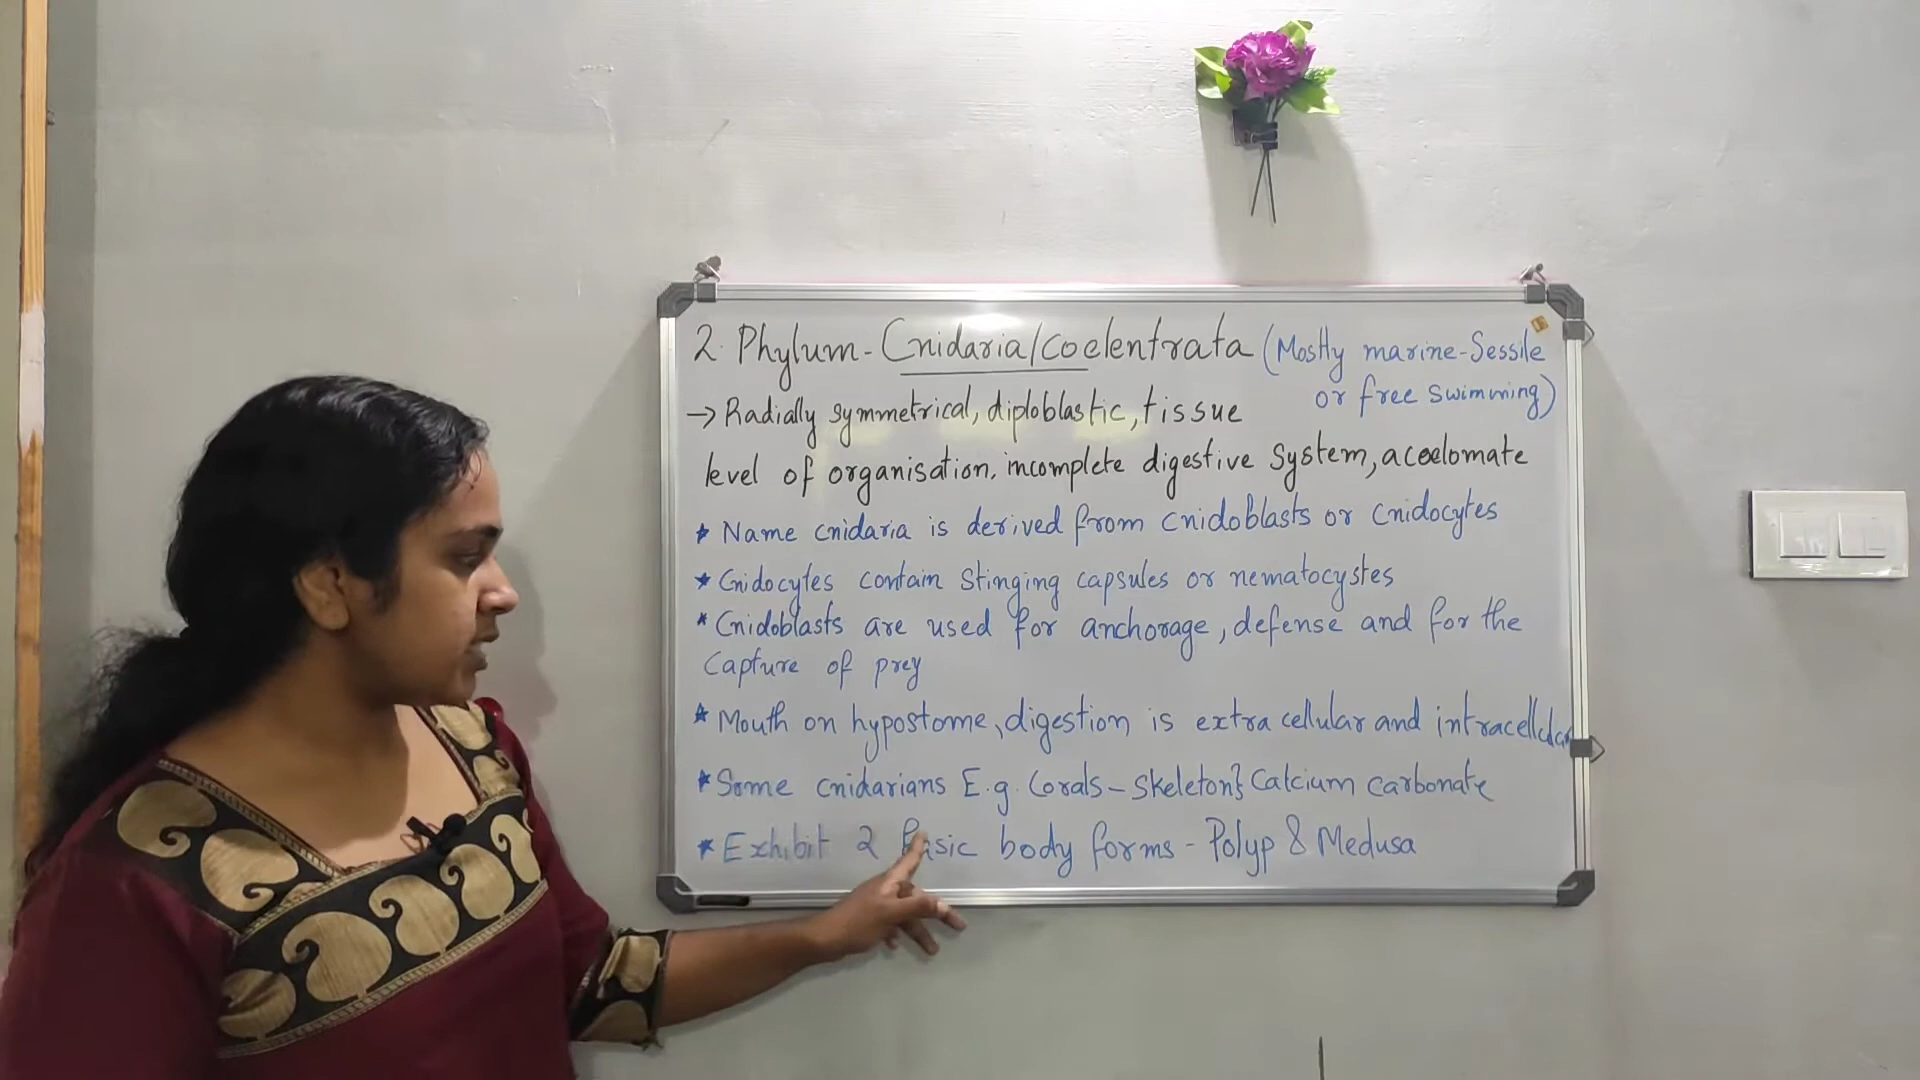 2. Phylum - Cnidaria/coelentrata (Mostly marine-Sessile
or free swimming)
→ Radially symmetrical, diploblastic, tissue
level of organisation, incomplete digestive system, acoelomate
* Name cnidaria is derived from cnidoblasts or cnidocytes
* Cnidocytes contain stinging capsules or nematocystes
* Cnidoblasts are used for anchorage, defense and for the
capture of prey
* Mouth on hypostome, digestion is extra cellular and intracellular
* Some cnidarians E.g. Corals - skeleton} Calcium carbonate
* Exhibit 2 basic body forms - Polyp & Medusa